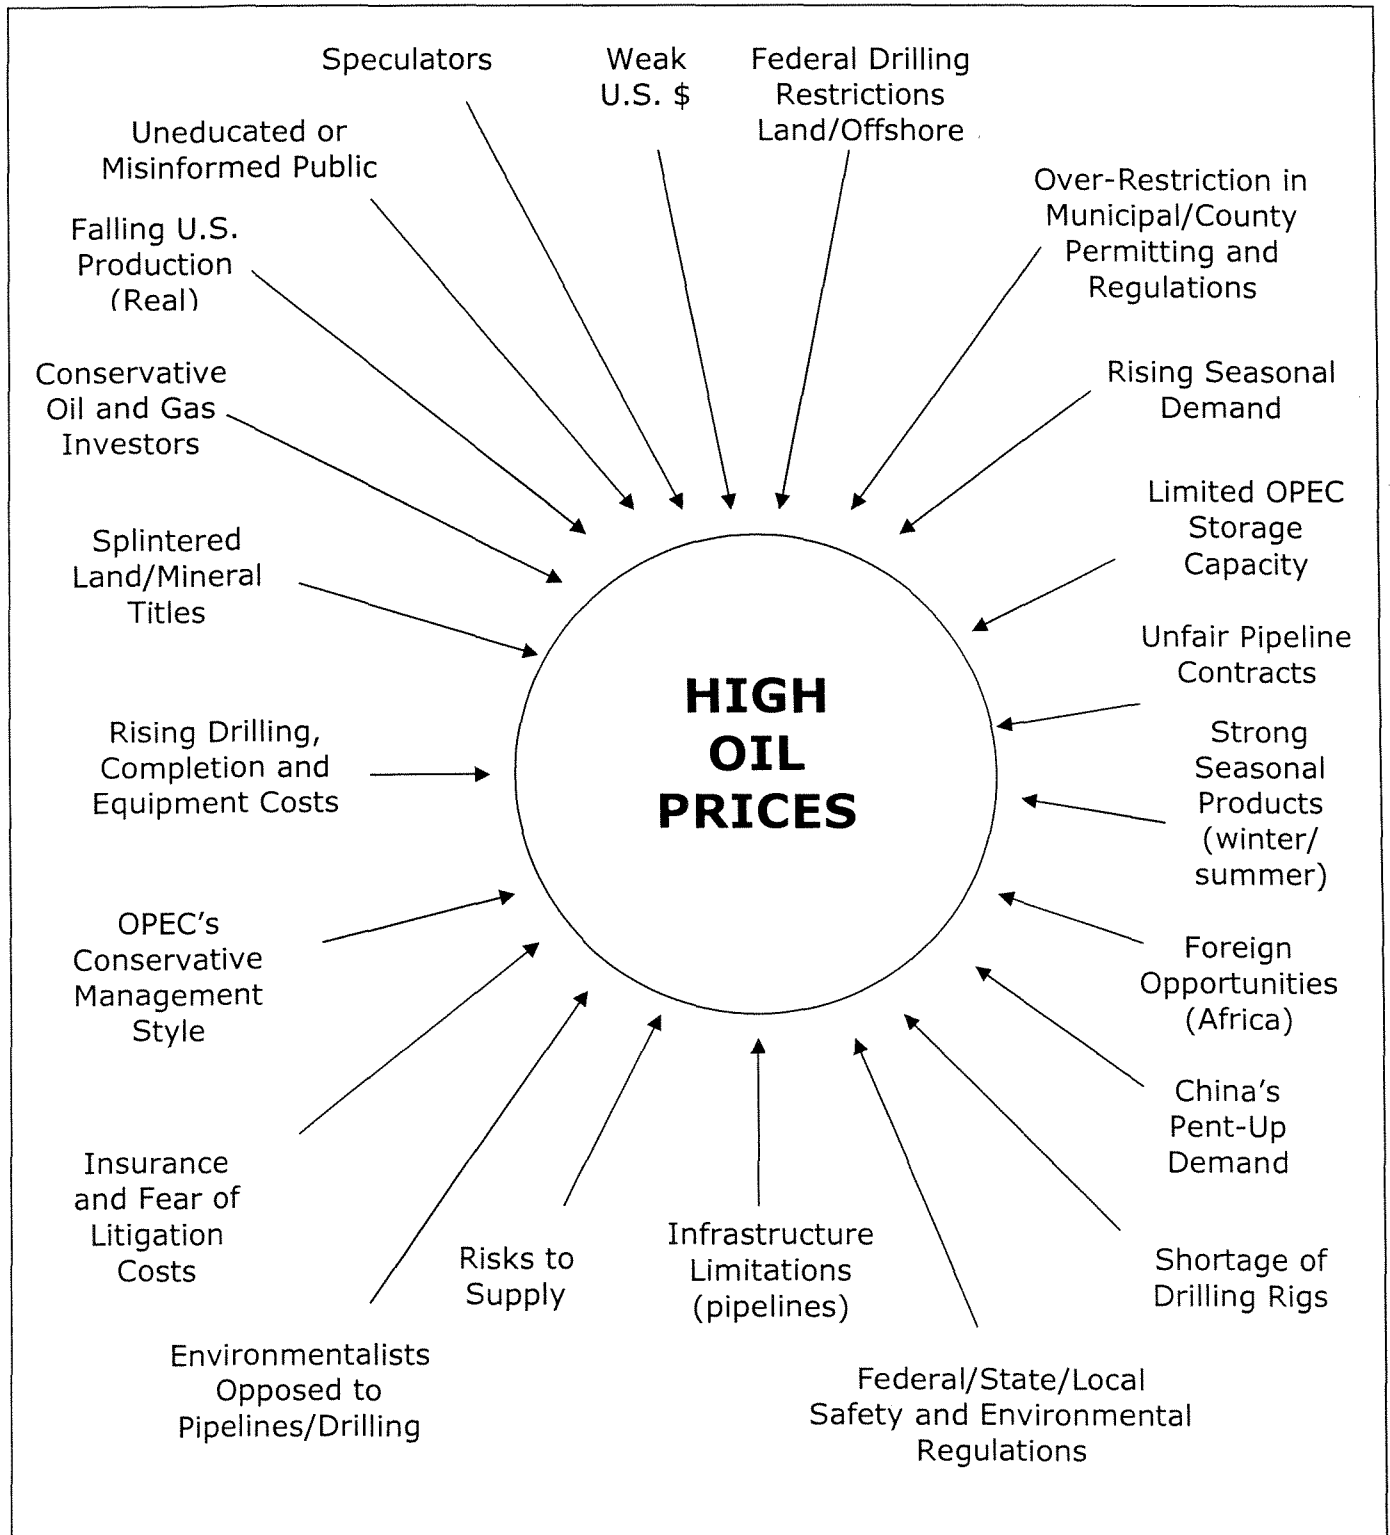 Speculators
Weak
U.S. $
Federal Drilling
Restrictions
Land/Offshore
Uneducated or
Misinformed Public
Over-Restriction in
Municipal/County
Permitting and
Regulations
Falling U.S.
Production
(Real)
Conservative
Oil and Gas
Investors
Rising Seasonal
Demand
Limited OPEC
Storage
Capacity
Splintered
Land/Mineral
Titles
Unfair Pipeline
Contracts
HIGH
OIL
PRICES
Rising Drilling,
Completion and
Equipment Costs
Strong
Seasonal
Products
(winter/
summer)
OPEC's
Conservative
Management
Style
Foreign
Opportunities
(Africa)
China's
Pent-Up
Demand
Insurance
and Fear of
Litigation
Costs
Risks to
Supply
Infrastructure
Limitations
(pipelines)
Shortage of
Drilling Rigs
Environmentalists
Opposed to
Pipelines/Drilling
Federal/State/Local
Safety and Environmental
Regulations